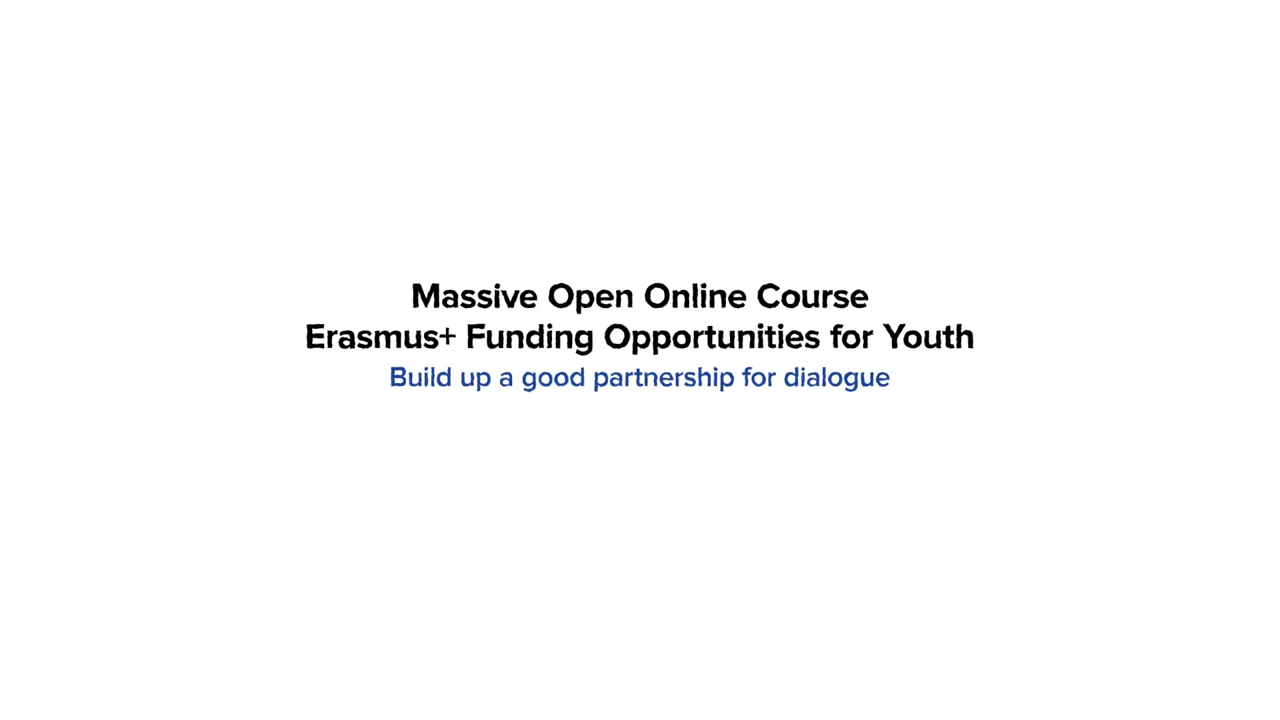 Massive Open Online Course
Erasmus+ Funding Opportunities for Youth
Build up a good partnership for dialogue